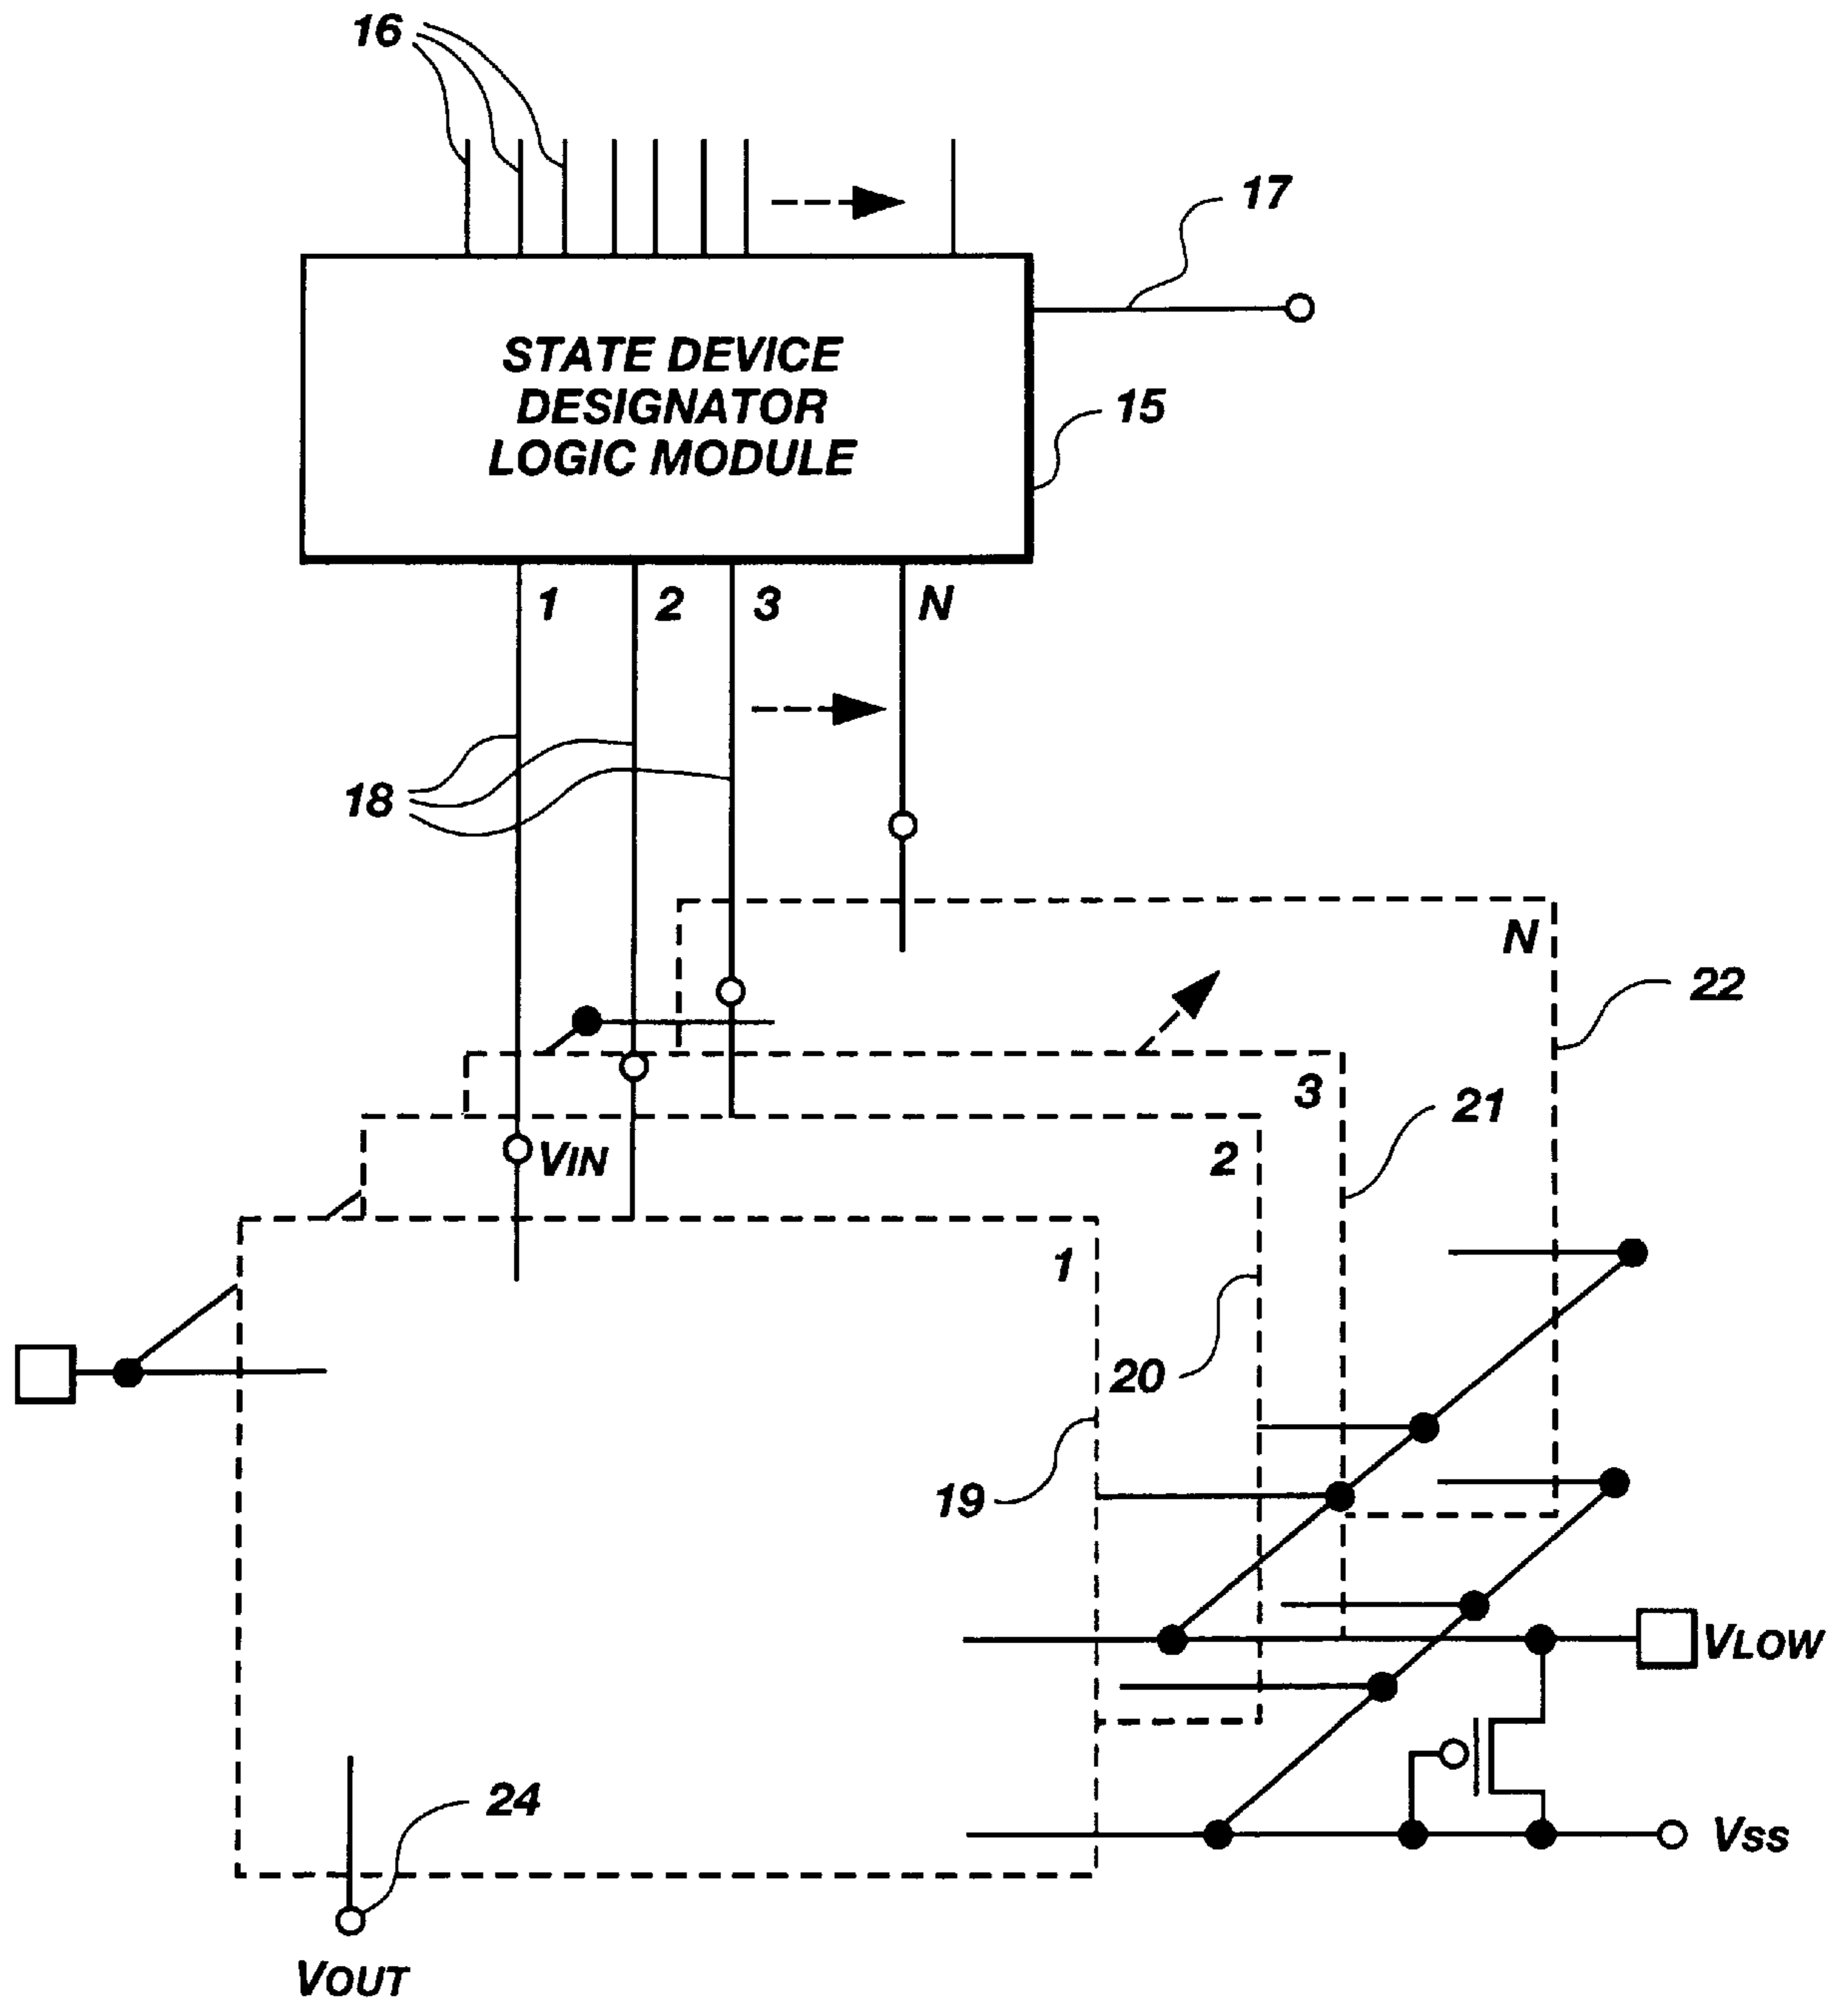 16
17
STATE DEVICE
DESIGNATOR
LOGIC MODULE
15
1
2
3
N
18
N
22
3
21
2
VIN
1
20
19
VLOW
24
VSS
VOUT